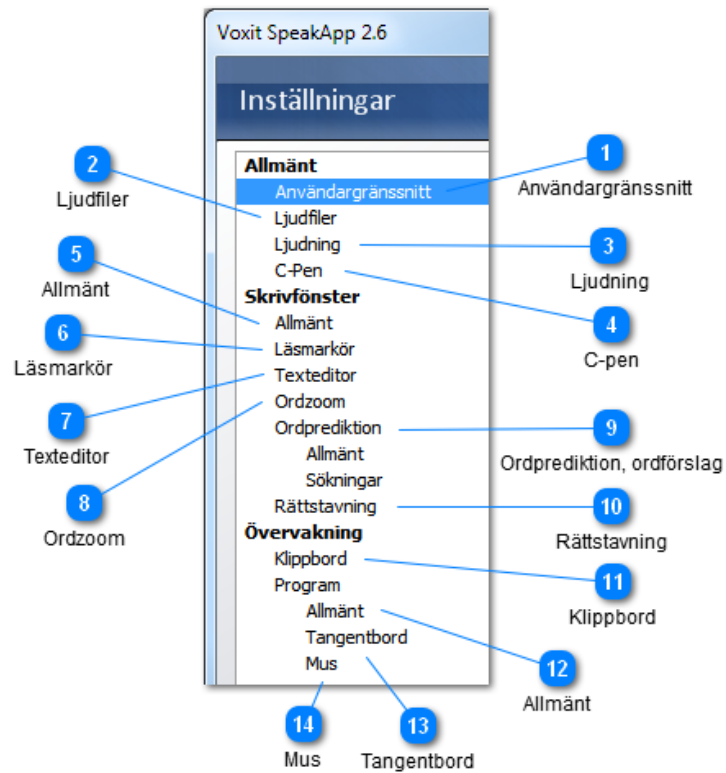 Voxit SpeakApp 2.6
Inställningar
Allmänt
Användargränssnitt
Ljudfiler
Ljudning
C-Pen
Skrivfönster
Allmänt
Läsmarkör
Texteditor
Ordzoom
Ordprediktion
Allmänt
Sökningar
Rättstavning
Övervakning
Klippbord
Program
Allmänt
Tangentbord
Mus
1
Användargränssnitt
2
Ljudfiler
3
Ljudning
4
C-pen
5
Allmänt
6
Läsmarkör
7
Texteditor
8
Ordzoom
9
Ordprediktion, ordförslag
10
Rättstavning
11
Klippbord
12
Allmänt
13
Tangentbord
14
Mus